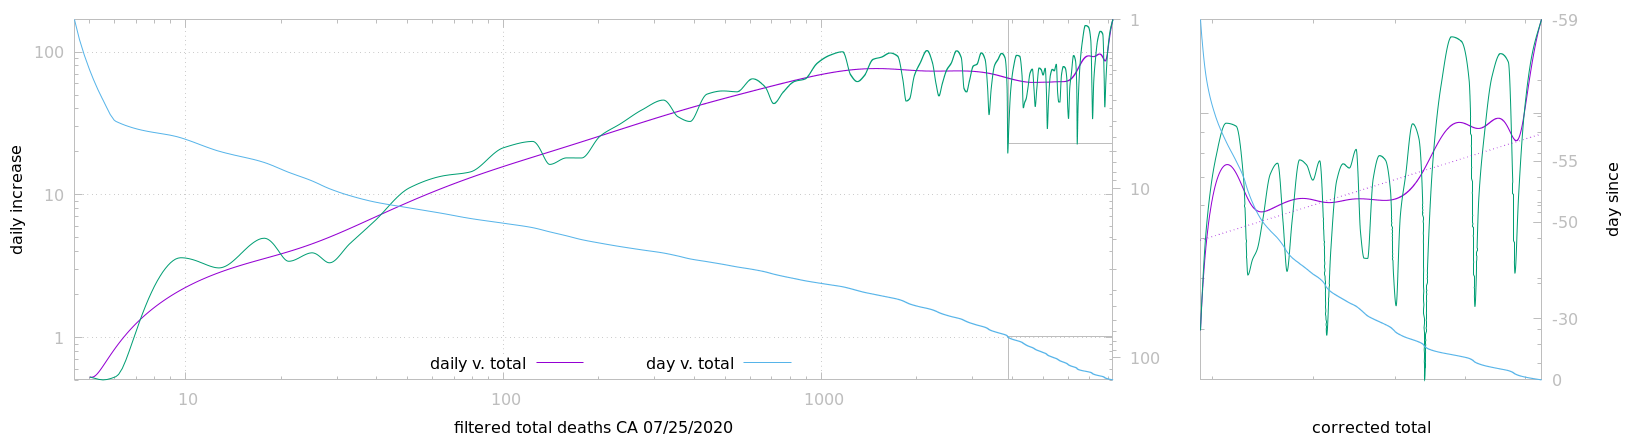 100
10
1
daily increase
10
100
1000
filtered total deaths CA 07/25/2020
daily v. total
day v. total
1
10
100
-59
-55
-50
-30
0
day since
corrected total